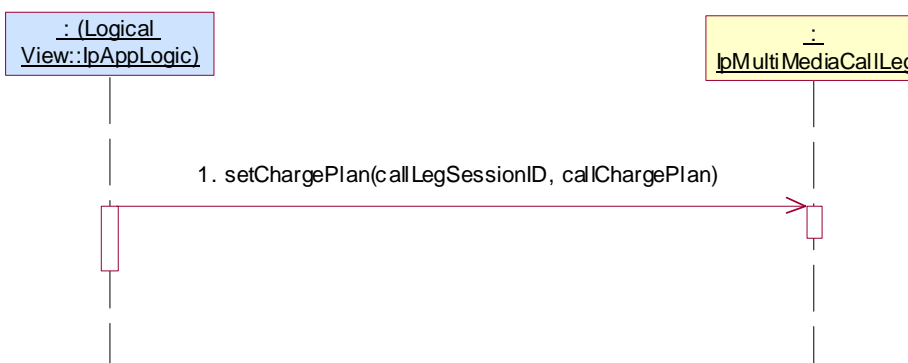 : (Logical
View::IpAppLogic)
:
IpMultiMediaCallLeg
1. setChargePlan(callLegSessionID, callChargePlan)